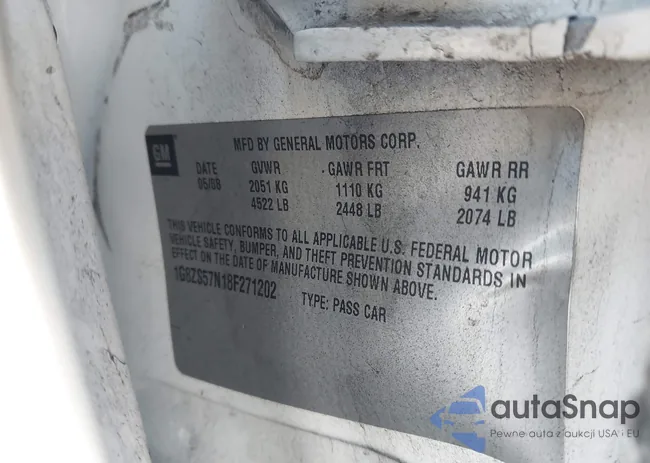 GM
MFD BY GENERAL MOTORS CORP.
DATE GVWR GAWR FRT GAWR RR
05/08 2051 KG 1110 KG 941 KG
4522 LB 2448 LB 2074 LB
THIS VEHICLE CONFORMS TO ALL APPLICABLE U.S. FEDERAL MOTOR
VEHICLE SAFETY, BUMPER, AND THEFT PREVENTION STANDARDS IN
EFFECT ON THE DATE OF MANUFACTURE SHOWN ABOVE.
1G8ZS57N18F271202 TYPE: PASS CAR
autaSnap
Pewne auta z aukcji USA i EU